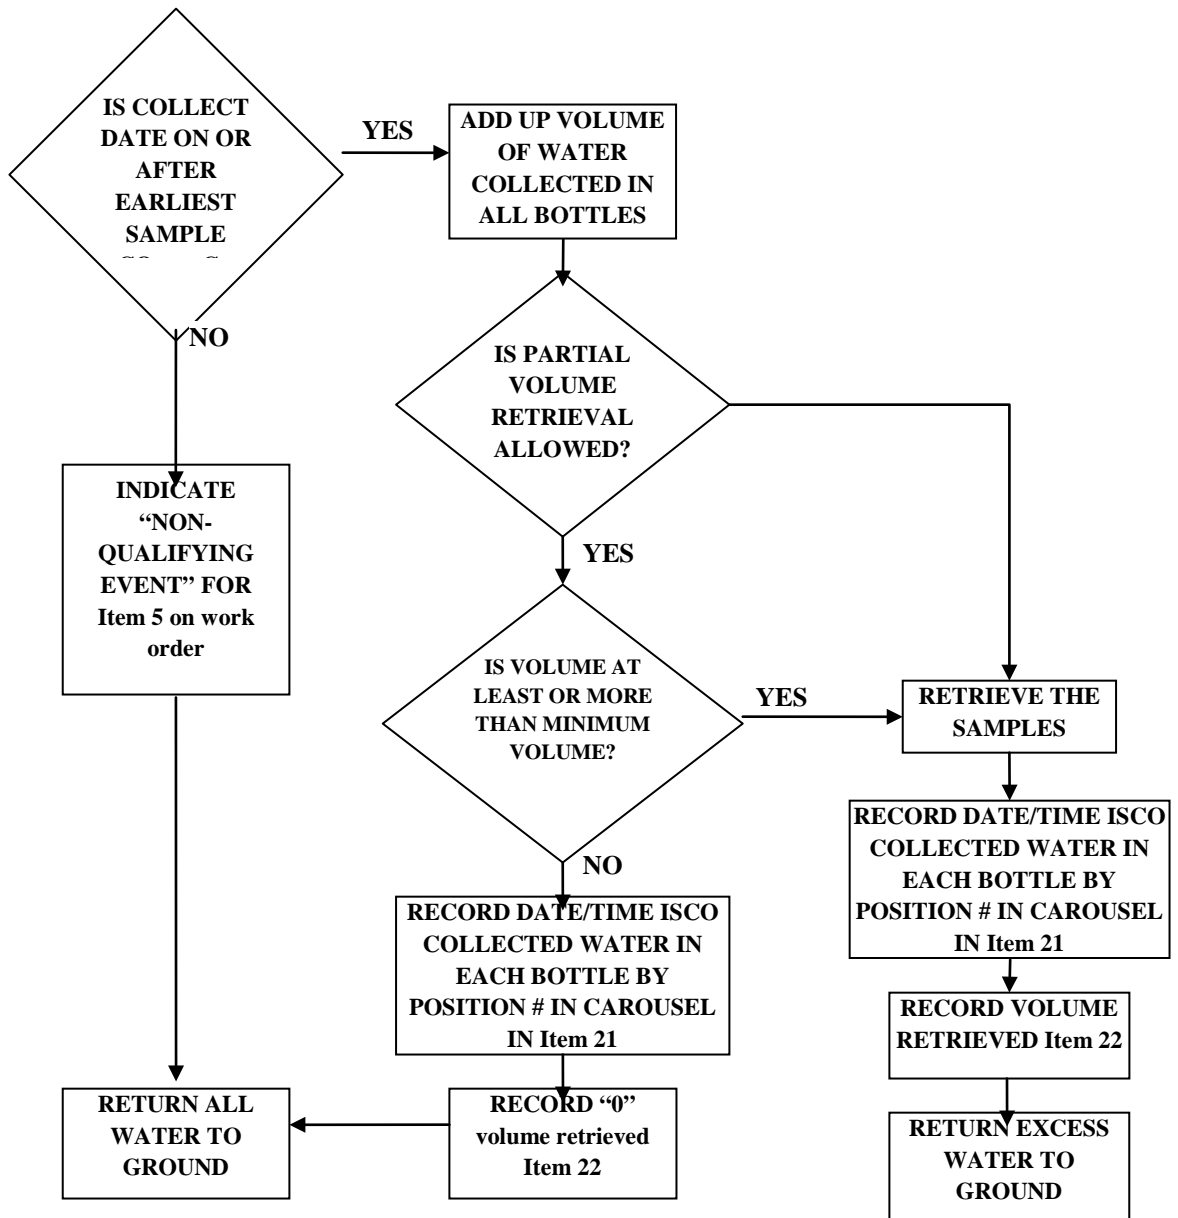 IS COLLECT
DATE ON OR
AFTER
EARLIEST
SAMPLE
YES
ADD UP VOLUME
OF WATER
COLLECTED IN
ALL BOTTLES
NO
IS PARTIAL
VOLUME
RETRIEVAL
ALLOWED?
INDICATE
“NON-
QUALIFYING
EVENT” FOR
Item 5 on work
order
YES
IS VOLUME AT
LEAST OR MORE
THAN MINIMUM
VOLUME?
YES
RETRIEVE THE
SAMPLES
NO
RECORD DATE/TIME ISCO
COLLECTED WATER IN
EACH BOTTLE BY
POSITION # IN CAROUSEL
IN Item 21
RECORD DATE/TIME ISCO
COLLECTED WATER IN
EACH BOTTLE BY
POSITION # IN CAROUSEL
IN Item 21
RECORD VOLUME
RETRIEVED Item 22
RETURN ALL
WATER TO
GROUND
RECORD “0”
volume retrieved
Item 22
RETURN EXCESS
WATER TO
GROUND